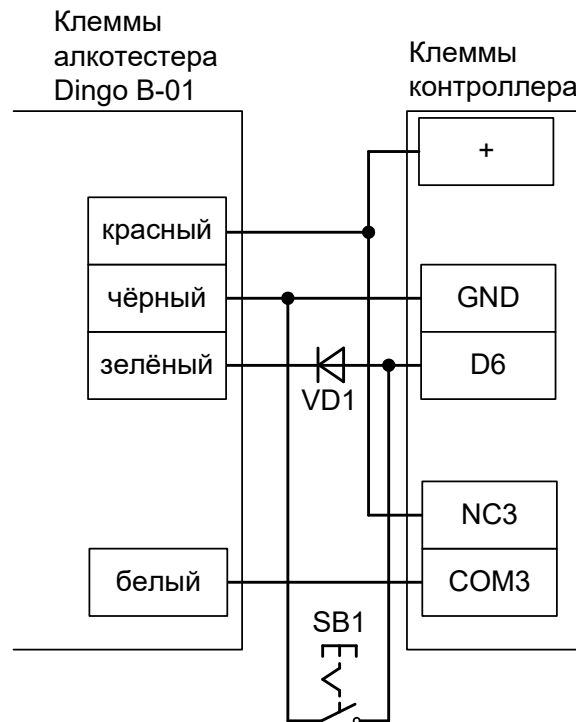 Клеммы
алкотестера
Dingo B-01
Клеммы
контроллера
+
красный
чёрный
GND
зелёный
D6
VD1
NC3
белый
COM3
SB1